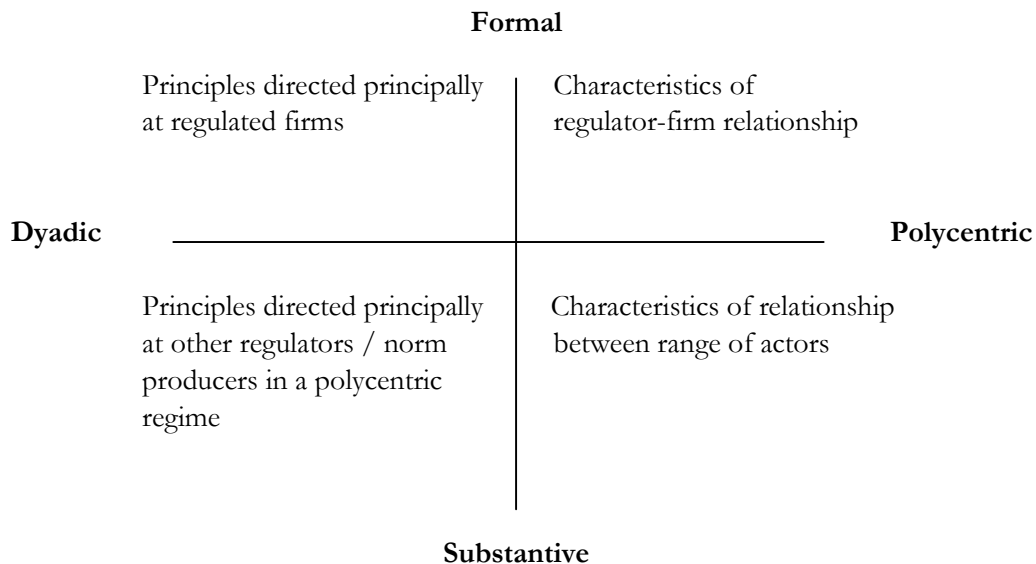 Formal
Principles directed principally
at regulated firms
Characteristics of
regulator-firm relationship
Dyadic
Polycentric
Principles directed principally
at other regulators / norm
producers in a polycentric
regime
Characteristics of relationship
between range of actors
Substantive